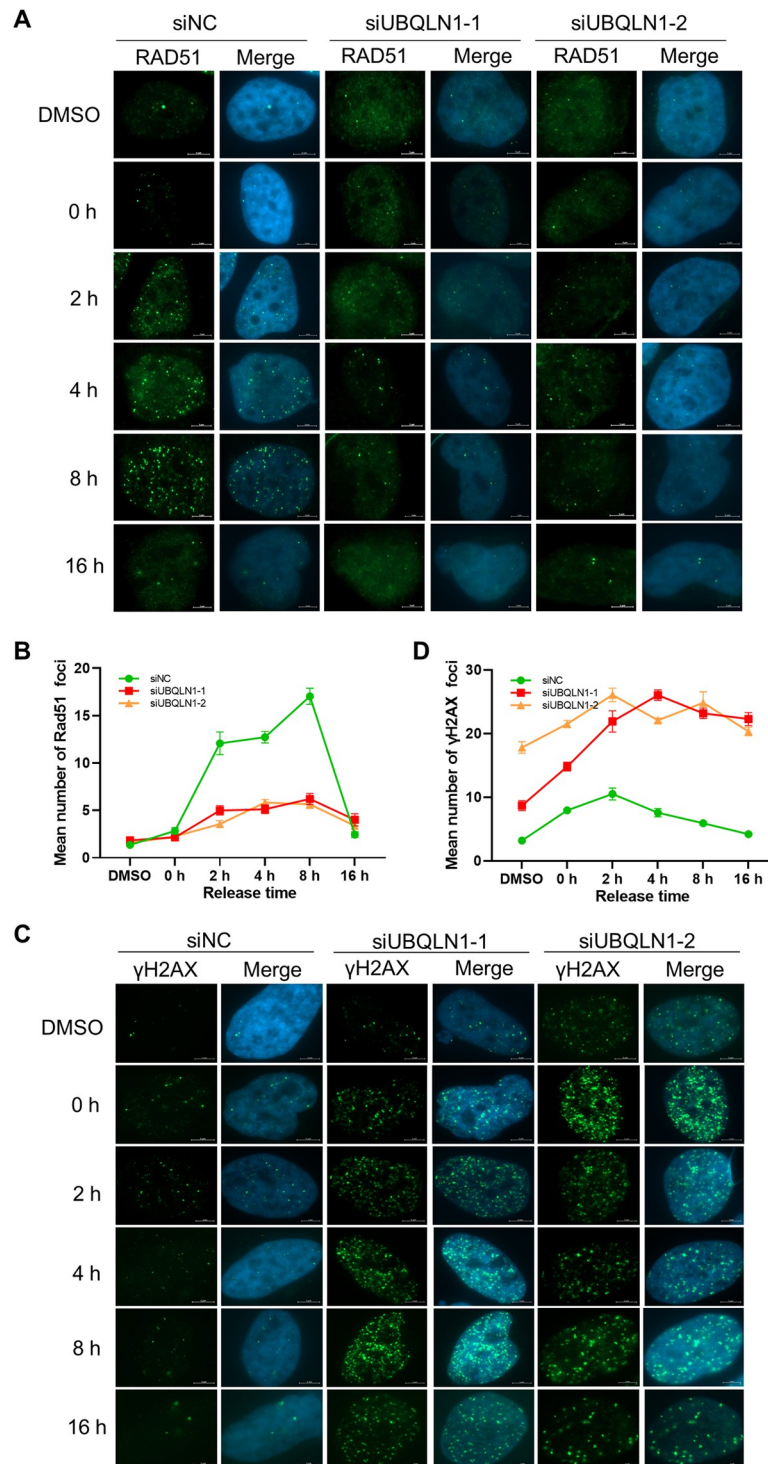 A
siNC siUBQLN1-1 siUBQLN1-2
RAD51 Merge RAD51 Merge RAD51 Merge
DMSO
0 h
2 h
4 h
8 h
16 h
B
Mean number of Rad51 foci
20
15
10
5
0
siNC
siUBQLN1-1
siUBQLN1-2
DMSO 0 h 2 h 4 h 8 h 16 h
Release time
D
Mean number of γH2AX foci
30
20
10
0
siNC
siUBQLN1-1
siUBQLN1-2
DMSO 0 h 2 h 4 h 8 h 16 h
Release time
C
siNC siUBQLN1-1 siUBQLN1-2
γH2AX Merge γH2AX Merge γH2AX Merge
DMSO
0 h
2 h
4 h
8 h
16 h